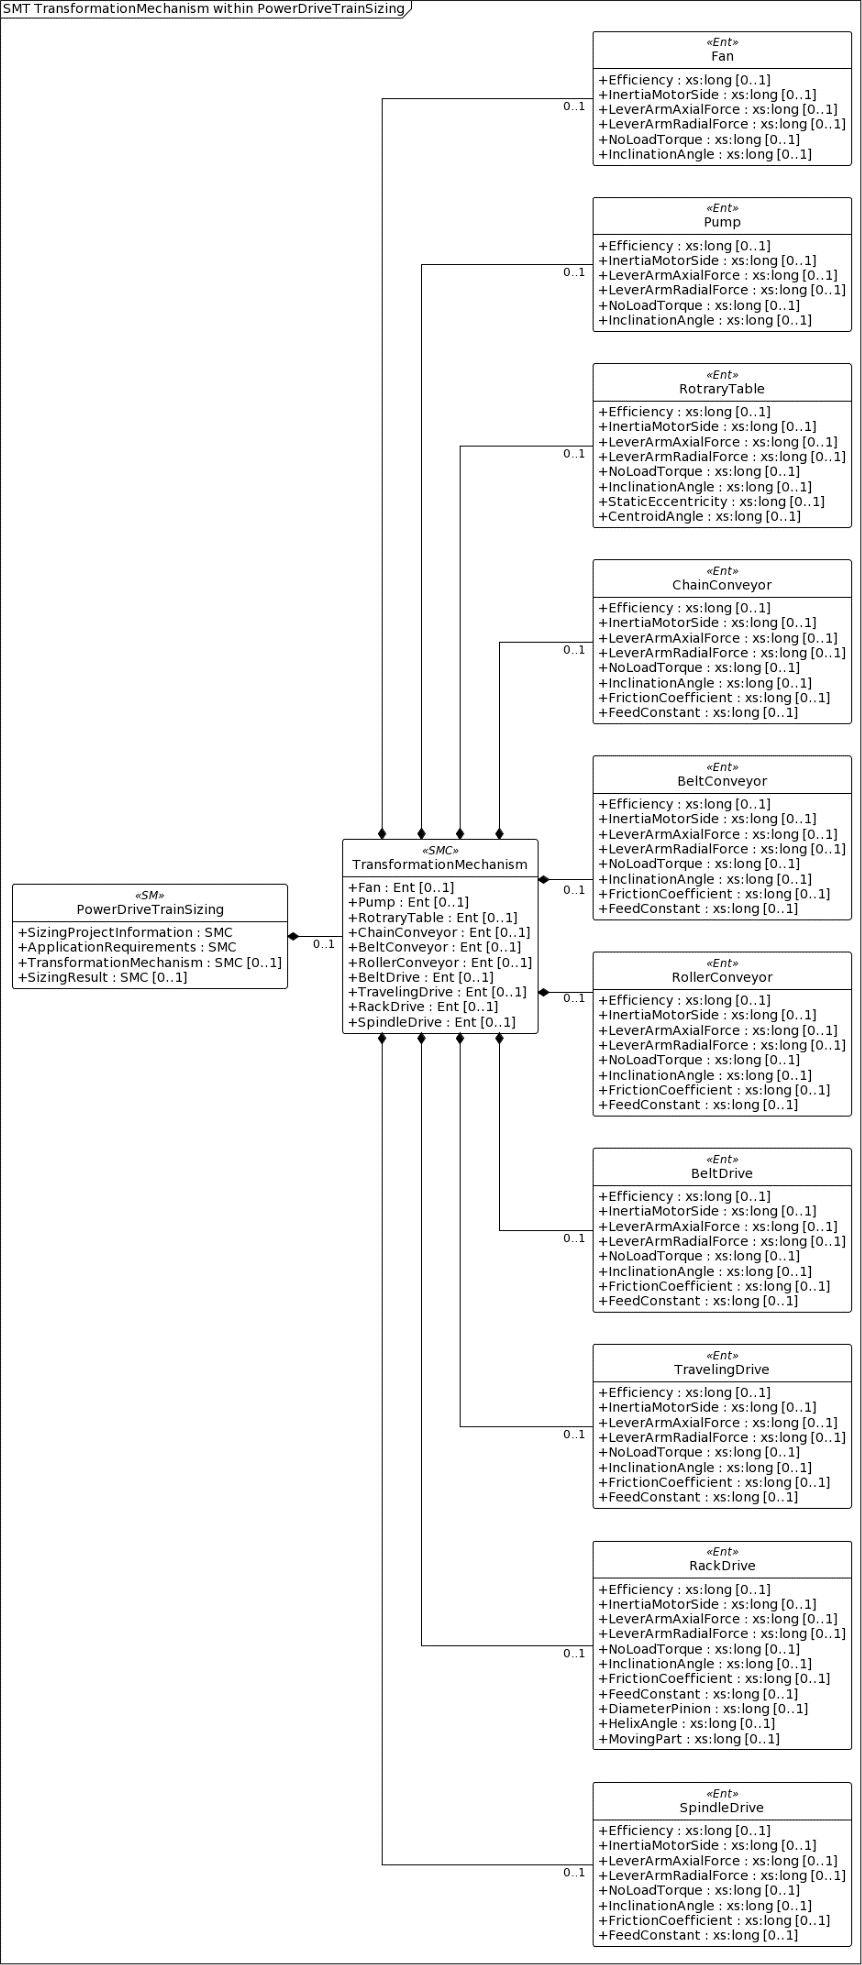 SMT TransformationMechanism within PowerDriveTrainSizing
«Ent»
Fan
+Efficiency : xs:long [0..1]
+InertiaMotorSide : xs:long [0..1]
+LeverArmAxialForce : xs:long [0..1]
+LeverArmRadialForce : xs:long [0..1]
+NoLoadTorque : xs:long [0..1]
+InclinationAngle : xs:long [0..1]
0..1
«Ent»
Pump
+Efficiency : xs:long [0..1]
+InertiaMotorSide : xs:long [0..1]
+LeverArmAxialForce : xs:long [0..1]
+LeverArmRadialForce : xs:long [0..1]
+NoLoadTorque : xs:long [0..1]
+InclinationAngle : xs:long [0..1]
0..1
«Ent»
RotraryTable
+Efficiency : xs:long [0..1]
+InertiaMotorSide : xs:long [0..1]
+LeverArmAxialForce : xs:long [0..1]
+LeverArmRadialForce : xs:long [0..1]
+NoLoadTorque : xs:long [0..1]
+InclinationAngle : xs:long [0..1]
+StaticEccentricity : xs:long [0..1]
+CentroidAngle : xs:long [0..1]
0..1
«Ent»
ChainConveyor
+Efficiency : xs:long [0..1]
+InertiaMotorSide : xs:long [0..1]
+LeverArmAxialForce : xs:long [0..1]
+LeverArmRadialForce : xs:long [0..1]
+NoLoadTorque : xs:long [0..1]
+InclinationAngle : xs:long [0..1]
+FrictionCoefficient : xs:long [0..1]
+FeedConstant : xs:long [0..1]
0..1
«Ent»
BeltConveyor
+Efficiency : xs:long [0..1]
+InertiaMotorSide : xs:long [0..1]
+LeverArmAxialForce : xs:long [0..1]
+LeverArmRadialForce : xs:long [0..1]
+NoLoadTorque : xs:long [0..1]
+InclinationAngle : xs:long [0..1]
+FrictionCoefficient : xs:long [0..1]
+FeedConstant : xs:long [0..1]
0..1
«SM»
PowerDriveTrainSizing
+SizingProjectInformation : SMC
+ApplicationRequirements : SMC
+TransformationMechanism : SMC [0..1]
+SizingResult : SMC [0..1]
0..1
«SMC»
TransformationMechanism
+Fan : Ent [0..1]
+Pump : Ent [0..1]
+RotraryTable : Ent [0..1]
+ChainConveyor : Ent [0..1]
+BeltConveyor : Ent [0..1]
+RollerConveyor : Ent [0..1]
+BeltDrive : Ent [0..1]
+TravelingDrive : Ent [0..1]
+RackDrive : Ent [0..1]
+SpindleDrive : Ent [0..1]
«Ent»
RollerConveyor
+Efficiency : xs:long [0..1]
+InertiaMotorSide : xs:long [0..1]
+LeverArmAxialForce : xs:long [0..1]
+LeverArmRadialForce : xs:long [0..1]
+NoLoadTorque : xs:long [0..1]
+InclinationAngle : xs:long [0..1]
+FrictionCoefficient : xs:long [0..1]
+FeedConstant : xs:long [0..1]
0..1
«Ent»
BeltDrive
+Efficiency : xs:long [0..1]
+InertiaMotorSide : xs:long [0..1]
+LeverArmAxialForce : xs:long [0..1]
+LeverArmRadialForce : xs:long [0..1]
+NoLoadTorque : xs:long [0..1]
+InclinationAngle : xs:long [0..1]
+FrictionCoefficient : xs:long [0..1]
+FeedConstant : xs:long [0..1]
0..1
«Ent»
TravelingDrive
+Efficiency : xs:long [0..1]
+InertiaMotorSide : xs:long [0..1]
+LeverArmAxialForce : xs:long [0..1]
+LeverArmRadialForce : xs:long [0..1]
+NoLoadTorque : xs:long [0..1]
+InclinationAngle : xs:long [0..1]
+FrictionCoefficient : xs:long [0..1]
+FeedConstant : xs:long [0..1]
0..1
«Ent»
RackDrive
+Efficiency : xs:long [0..1]
+InertiaMotorSide : xs:long [0..1]
+LeverArmAxialForce : xs:long [0..1]
+LeverArmRadialForce : xs:long [0..1]
+NoLoadTorque : xs:long [0..1]
+InclinationAngle : xs:long [0..1]
+FrictionCoefficient : xs:long [0..1]
+FeedConstant : xs:long [0..1]
+DiameterPinion : xs:long [0..1]
+HelixAngle : xs:long [0..1]
+MovingPart : xs:long [0..1]
0..1
«Ent»
SpindleDrive
+Efficiency : xs:long [0..1]
+InertiaMotorSide : xs:long [0..1]
+LeverArmAxialForce : xs:long [0..1]
+LeverArmRadialForce : xs:long [0..1]
+NoLoadTorque : xs:long [0..1]
+InclinationAngle : xs:long [0..1]
+FrictionCoefficient : xs:long [0..1]
+FeedConstant : xs:long [0..1]
0..1